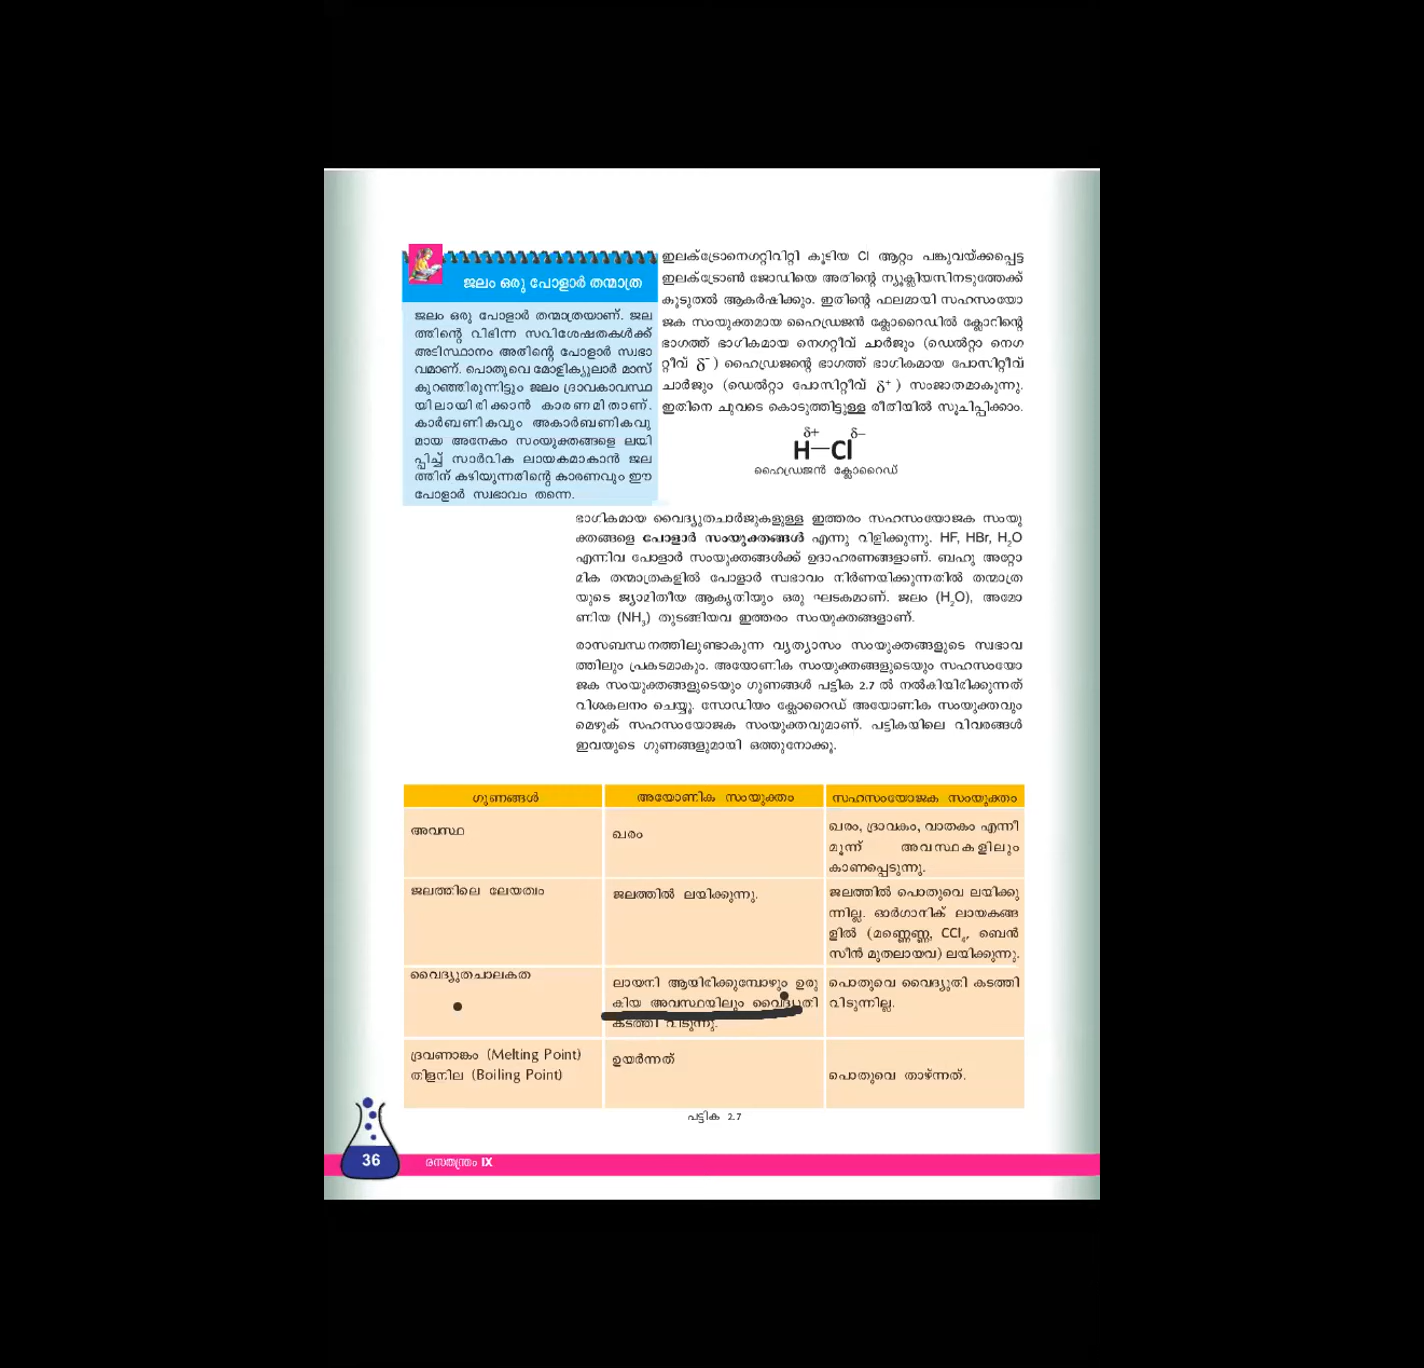 ജലം ഒരു പോളാർ തന്മാത്ര
ജലം ഒരു പോളാർ തന്മാത്രയാണ്. ജല
ത്തിന്റെ വിഭിന്ന സവിശേഷതകൾക്ക്
അടിസ്ഥാനം അതിന്റെ പോളാർ സ്വഭാ
വമാണ്. പൊതുവെ മോളിക്യുലാർ മാസ്
കുറഞ്ഞിരുന്നിട്ടും ജലം ദ്രാവകാവസ്ഥ
യിലായിരിക്കാൻ കാരണമിതാണ്.
കാർബണികവും അകാർബണികവു
മായ അനേകം സംയുക്തങ്ങളെ ലയി
പ്പിച്ച് സാർവിക ലായകമാകാൻ ജല
ത്തിന് കഴിയുന്നതിന്റെ കാരണവും ഈ
പോളാർ സ്വഭാവം തന്നെ.
ഇലക്ട്രോനെഗറ്റിവിറ്റി കൂടിയ Cl ആറ്റം പങ്കുവയ്ക്കപ്പെട്ട
ഇലക്ട്രോൺ ജോഡിയെ അതിന്റെ ന്യൂക്ലിയസിനടുത്തേക്ക്
കൂടുതൽ ആകർഷിക്കും. ഇതിന്റെ ഫലമായി സഹസംയോ
ജക സംയുക്തമായ ഹൈഡ്രജൻ ക്ലോറൈഡിൽ ക്ലോറിന്റെ
ഭാഗത്ത് ഭാഗികമായ നെഗറ്റീവ് ചാർജും (ഡെൽറ്റാ നെഗ
റ്റീവ് δ⁻) ഹൈഡ്രജന്റെ ഭാഗത്ത് ഭാഗികമായ പോസിറ്റീവ്
ചാർജും (ഡെൽറ്റാ പോസിറ്റീവ് δ⁺) സംജാതമാകുന്നു.
ഇതിനെ ചുവടെ കൊടുത്തിട്ടുള്ള രീതിയിൽ സൂചിപ്പിക്കാം.
δ+ δ–
H—Cl
ഹൈഡ്രജൻ ക്ലോറൈഡ്
ഭാഗികമായ വൈദ്യുതചാർജുകളുള്ള ഇത്തരം സഹസംയോജക സംയു
ക്തങ്ങളെ പോളാർ സംയുക്തങ്ങൾ എന്നു വിളിക്കുന്നു. HF, HBr, H₂O
എന്നിവ പോളാർ സംയുക്തങ്ങൾക്ക് ഉദാഹരണങ്ങളാണ്. ബഹു അറ്റോ
മിക തന്മാത്രകളിൽ പോളാർ സ്വഭാവം നിർണയിക്കുന്നതിൽ തന്മാത്ര
യുടെ ജ്യാമിതീയ ആകൃതിയും ഒരു ഘടകമാണ്. ജലം (H₂O), അമോ
ണിയ (NH₃) തുടങ്ങിയവ ഇത്തരം സംയുക്തങ്ങളാണ്.
രാസബന്ധനത്തിലുണ്ടാകുന്ന വ്യത്യാസം സംയുക്തങ്ങളുടെ സ്വഭാവ
ത്തിലും പ്രകടമാകും. അയോണിക സംയുക്തങ്ങളുടെയും സഹസംയോ
ജക സംയുക്തങ്ങളുടെയും ഗുണങ്ങൾ പട്ടിക 2.7 ൽ നൽകിയിരിക്കുന്നത്
വിശകലനം ചെയ്യൂ. സോഡിയം ക്ലോറൈഡ് അയോണിക സംയുക്തവും
മെഴുക് സഹസംയോജക സംയുക്തവുമാണ്. പട്ടികയിലെ വിവരങ്ങൾ
ഇവയുടെ ഗുണങ്ങളുമായി ഒത്തുനോക്കൂ.
ഗുണങ്ങൾ അയോണിക സംയുക്തം സഹസംയോജക സംയുക്തം
അവസ്ഥ
ഖരം
ഖരം, ദ്രാവകം, വാതകം എന്നീ
മൂന്ന് അവസ്ഥകളിലും
കാണപ്പെടുന്നു.
ജലത്തിലെ ലേയത്വം
ജലത്തിൽ ലയിക്കുന്നു.
ജലത്തിൽ പൊതുവെ ലയിക്കു
ന്നില്ല. ഓർഗാനിക് ലായകങ്ങ
ളിൽ (മണ്ണെണ്ണ, CCl₄, ബെൻ
സീൻ മുതലായവ) ലയിക്കുന്നു.
വൈദ്യുതചാലകത
ലായനി ആയിരിക്കുമ്പോഴും ഉരു
കിയ അവസ്ഥയിലും വൈദ്യുതി
കടത്തി വിടുന്നു.
പൊതുവെ വൈദ്യുതി കടത്തി
വിടുന്നില്ല.
ദ്രവണാങ്കം (Melting Point)
തിളനില (Boiling Point)
ഉയർന്നത്
പൊതുവെ താഴ്ന്നത്.
പട്ടിക 2.7
36
രസതന്ത്രം IX